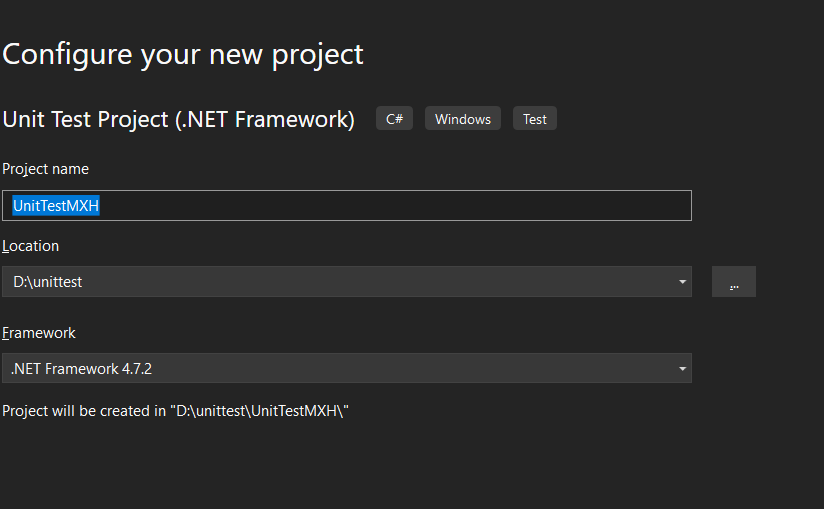 Configure your new project
Unit Test Project (.NET Framework) C# Windows Test
Project name
UnitTestMXH
Location
D:\unittest ...
Framework
.NET Framework 4.7.2
Project will be created in "D:\unittest\UnitTestMXH\"